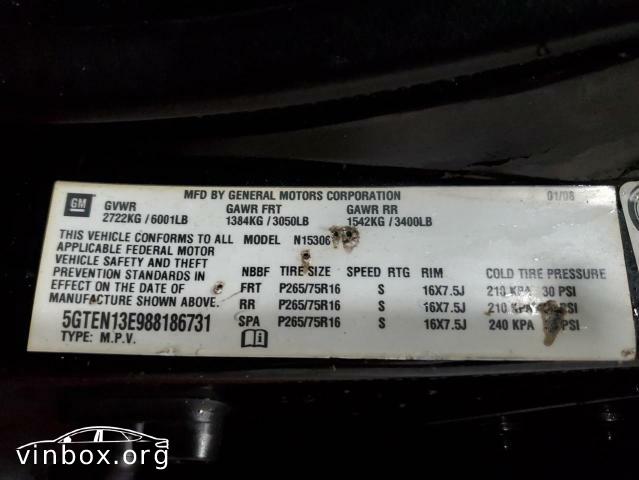 MFD BY GENERAL MOTORS CORPORATION 01/08
GM GVWR GAWR FRT GAWR RR
2722KG / 6001LB 1384KG / 3050LB 1542KG / 3400LB
THIS VEHICLE CONFORMS TO ALL MODEL N15306
APPLICABLE FEDERAL MOTOR
VEHICLE SAFETY AND THEFT
PREVENTION STANDARDS IN NBBF TIRE SIZE SPEED RTG RIM COLD TIRE PRESSURE
EFFECT ON THE DATE OF FRT P265/75R16 S 16X7.5J 210 KPA 30 PSI
MANUFACTURE SHOWN ABOVE. RR P265/75R16 S 16X7.5J 210 KPA PSI
5GTEN13E988186731 SPA P265/75R16 S 16X7.5J 240 KPA PSI
TYPE: M.P.V.
vinbox.org